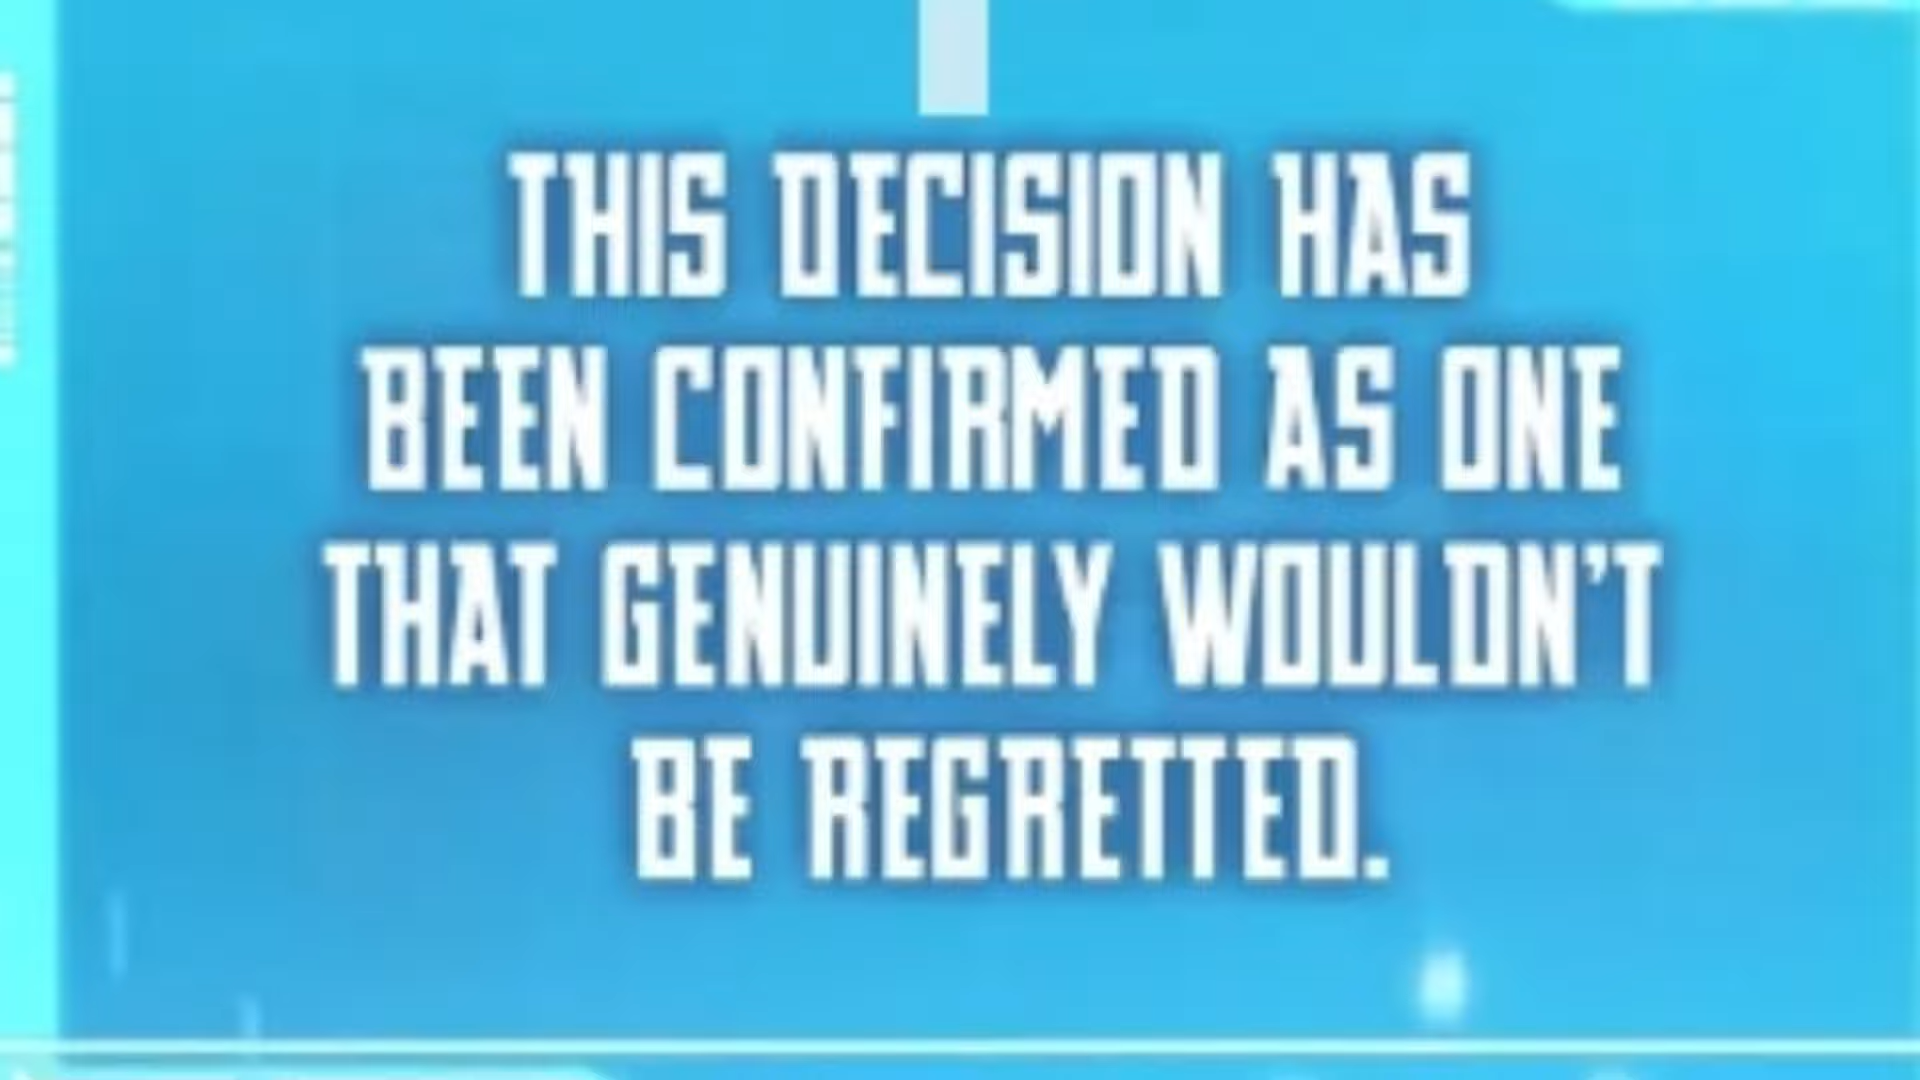 THIS DECISION HAS
BEEN CONFIRMED AS ONE
THAT GENUINELY WOULDN'T
BE REGRETTED.